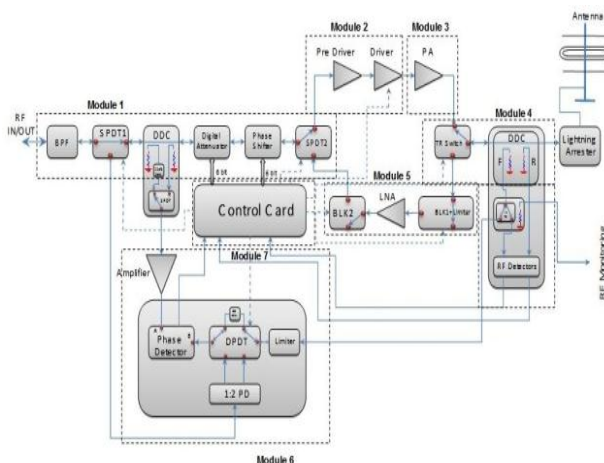 Module 2
Module 3
Antenna
Pre Driver
Driver
PA
Module 1
Module 4
RF
IN/OUT
BPF
SPDT1
DDC
Digital
Attenuator
Phase
Shifter
SPDT2
TR Switch
DDC
F
R
Lightning
Arrester
6 bit
6 bit
Module 5
LNA
BLK2
BLK1+Limiter
Control Card
RF Detectors
RF Monitoring
Module 7
Amplifier
A
B
Phase
Detector
DPDT
Limiter
1:2 PD
Module 6